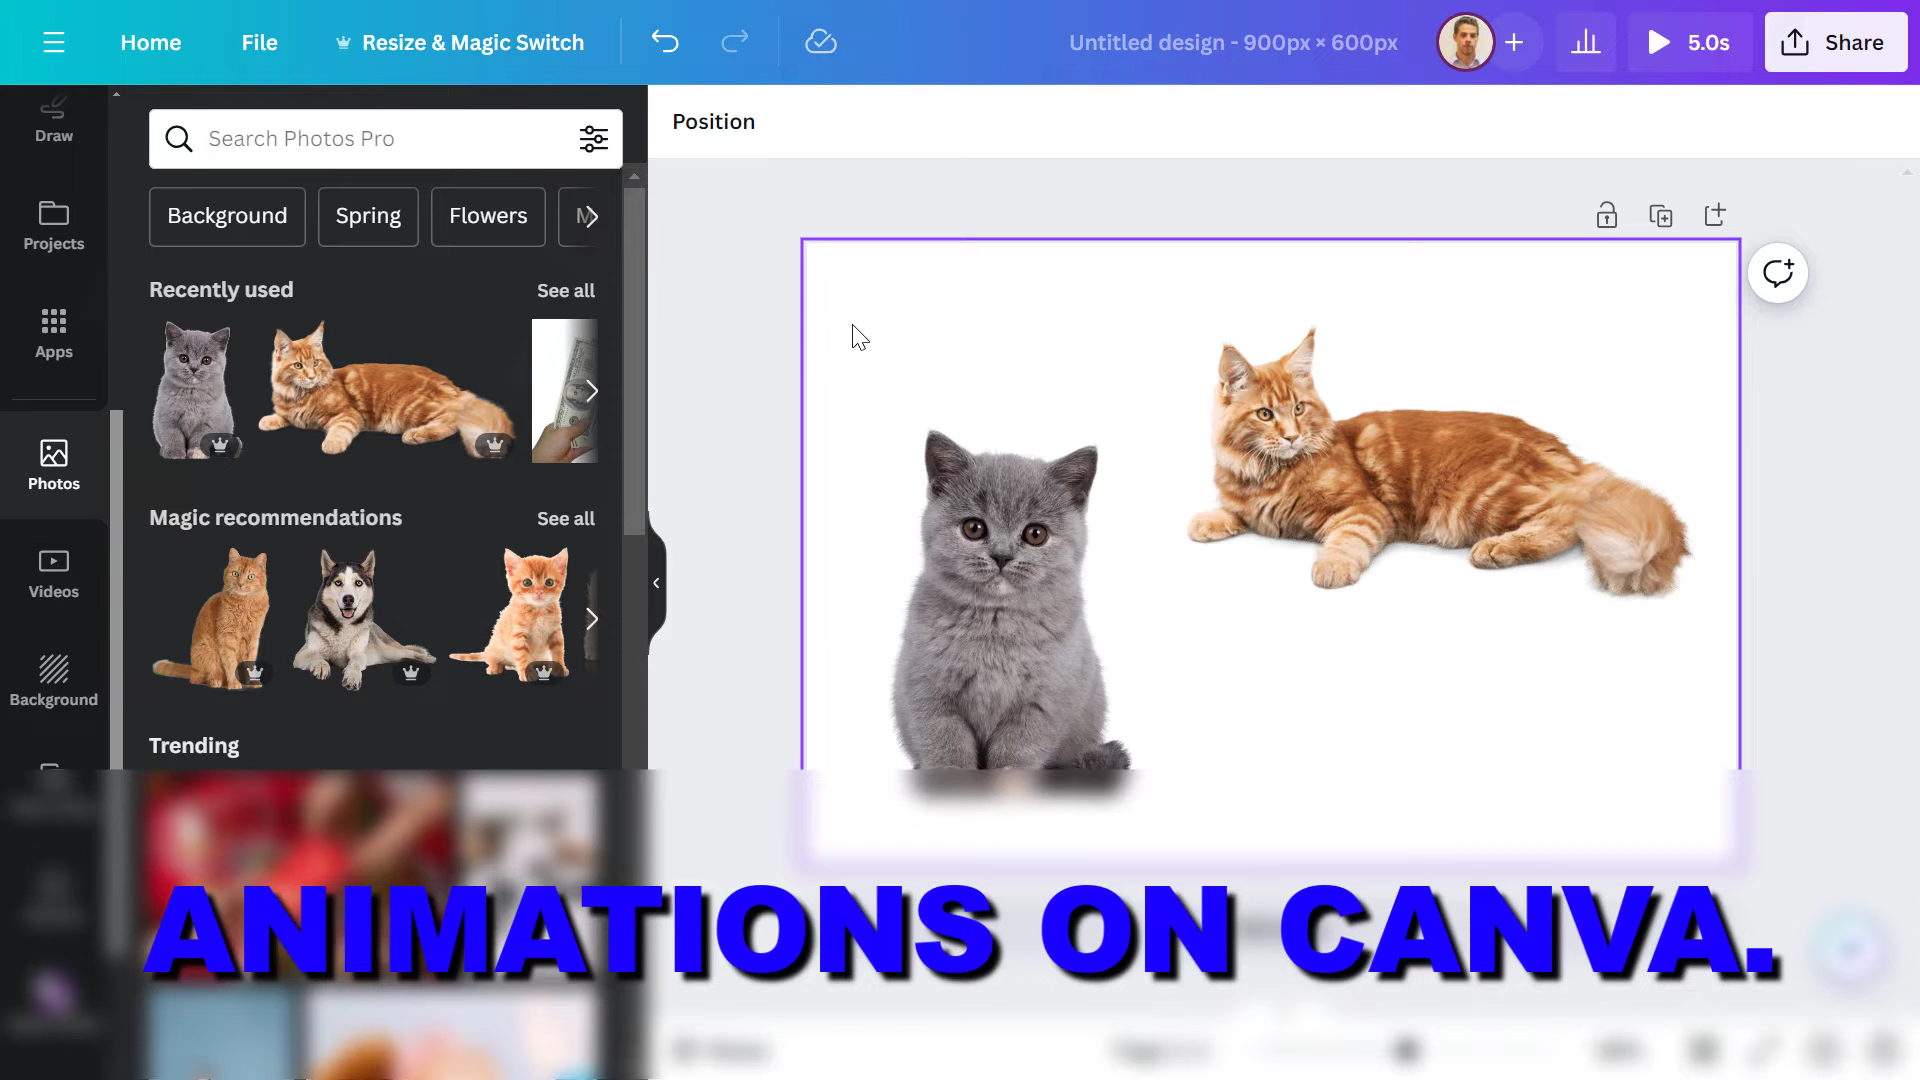 Home File Resize & Magic Switch Untitled design - 900px × 600px 5.0s Share
Draw
Projects
Apps
Photos
Videos
Background
Search Photos Pro
Background Spring Flowers M
Recently used See all
Magic recommendations See all
Trending
Position
ANIMATIONS ON CANVA.